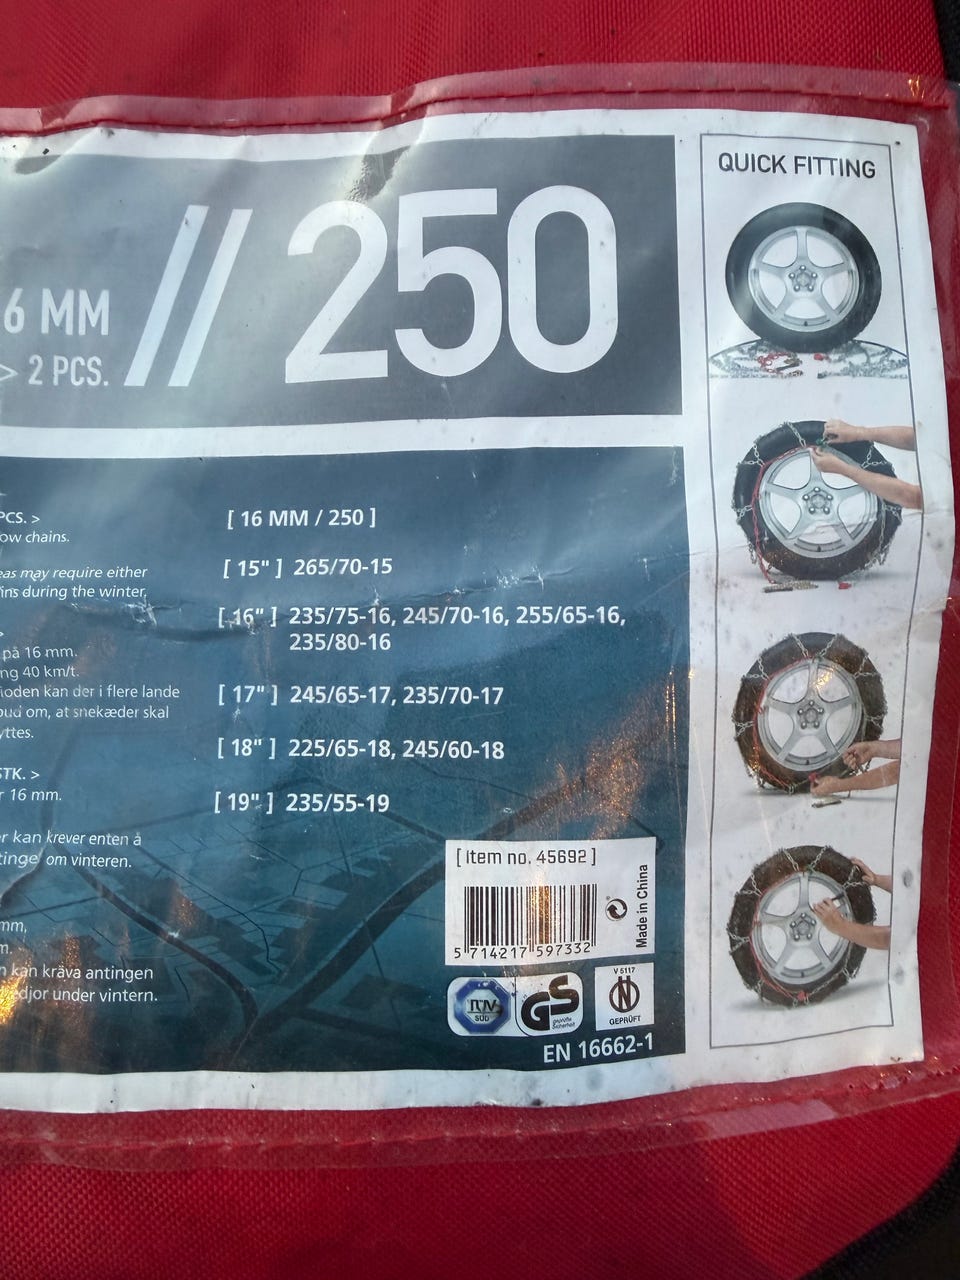 QUICK FITTING
6 MM // 250
> 2 PCS.
PCS. >
ow chains.
eas may require either
ins during the winter.
>
på 16 mm.
ng 40 km/t.
ioden kan der i flere lande
bud om, at snekæder skal
yttes.
STK. >
r 16 mm.
er kan krever enten å
tinge om vinteren.
mm,
m.
n kan kräva antingen
edjor under vintern.
[ 16 MM / 250 ]
[ 15" ] 265/70-15
[ 16" ] 235/75-16, 245/70-16, 255/65-16,
235/80-16
[ 17" ] 245/65-17, 235/70-17
[ 18" ] 225/65-18, 245/60-18
[ 19" ] 235/55-19
[ Item no. 45692 ]
5 714217 597332
Made in China
TÜV
SÜD
GS
geprüfte
Sicherheit
V 5117
N
GEPRÜFT
EN 16662-1